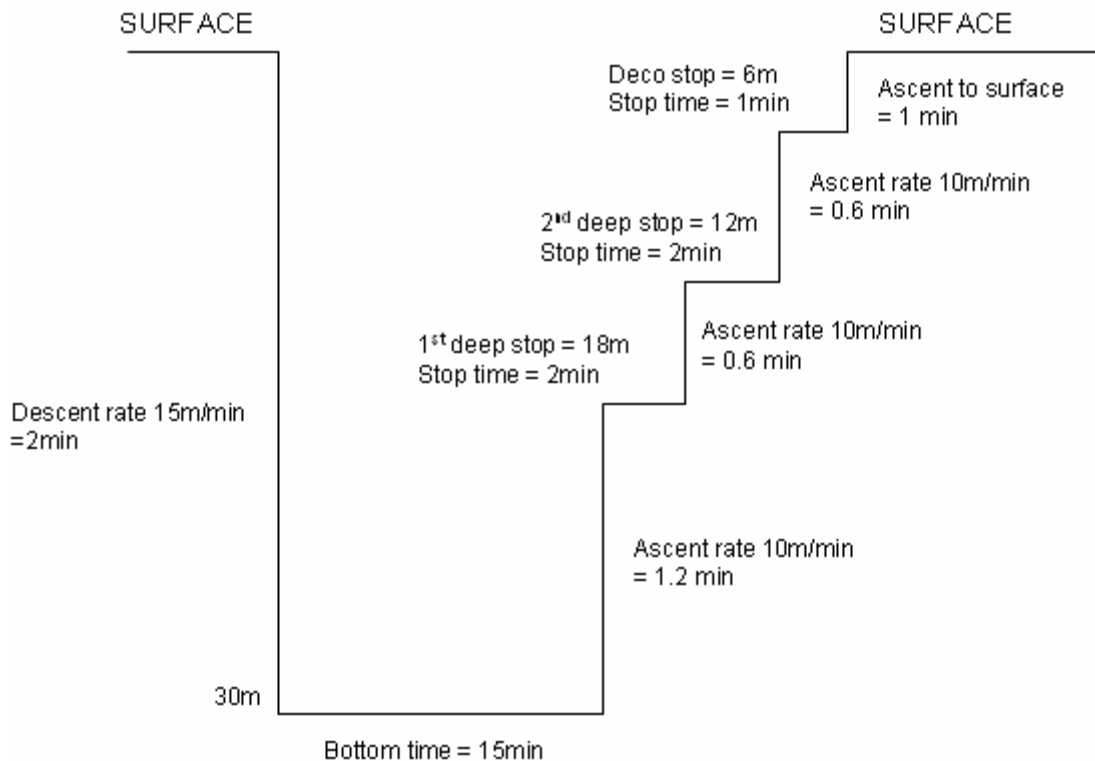 SURFACE
SURFACE
Deco stop = 6m
Stop time = 1min
Ascent to surface
= 1 min
Ascent rate 10m/min
= 0.6 min
2nd deep stop = 12m
Stop time = 2min
Ascent rate 10m/min
= 0.6 min
1st deep stop = 18m
Stop time = 2min
Descent rate 15m/min
=2min
Ascent rate 10m/min
= 1.2 min
30m
Bottom time = 15min